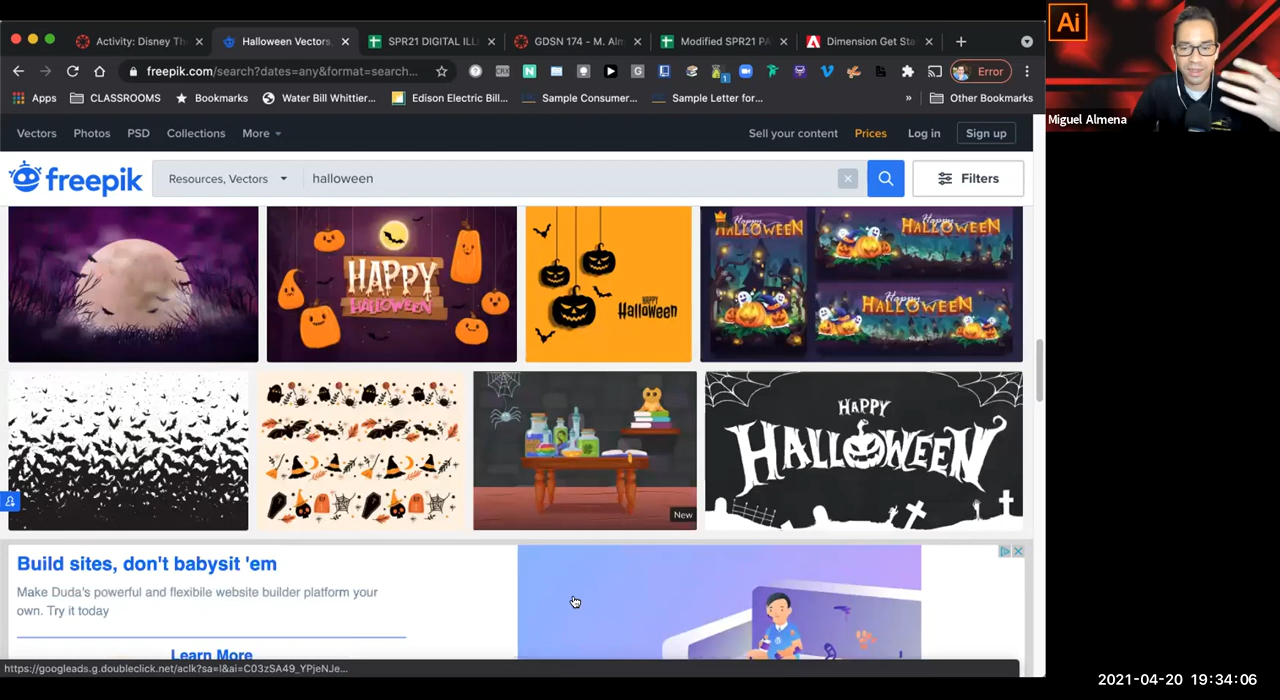 Activity: Disney Th
Halloween Vectors,
SPR21 DIGITAL ILL
GDSN 174 - M. Alm
Modified SPR21 PA
Dimension Get Sta
freepik.com/search?dates=any&format=search...
Error
Apps
CLASSROOMS
Bookmarks
Water Bill Whittier...
Edison Electric Bill...
Sample Consumer...
Sample Letter for...
»
Other Bookmarks
Vectors
Photos
PSD
Collections
More
Sell your content
Prices
Log in
Sign up
freepik
Resources, Vectors
halloween
Filters
HAPPY
HALLOWEEN
HAPPY
Halloween
Happy
HALLOWEEN
Happy
HALLOWEEN
Happy
HALLOWEEN
New
HAPPY
HALLOWEEN
Build sites, don't babysit 'em
Make Duda's powerful and flexibile website builder platform your
own. Try it today
Learn More
https://googleads.g.doubleclick.net/aclk?sa=l&ai=C03zSA49_YPjeNJe...
Ai
Miguel Almena
2021-04-20 19:34:06